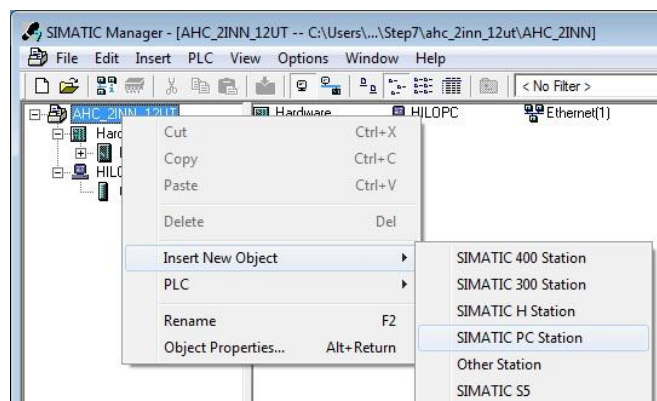 SIMATIC Manager - [AHC_2INN_12UT -- C:\Users\...\Step7\ahc_2inn_12ut\AHC_2INN]
File Edit Insert PLC View Options Window Help
< No Filter >
AHC_2INN_12UT Hardware HILOPC Ethernet(1)
Hard
HILO
Cut Ctrl+X
Copy Ctrl+C
Paste Ctrl+V
Delete Del
Insert New Object
PLC
Rename F2
Object Properties... Alt+Return
SIMATIC 400 Station
SIMATIC 300 Station
SIMATIC H Station
SIMATIC PC Station
Other Station
SIMATIC S5